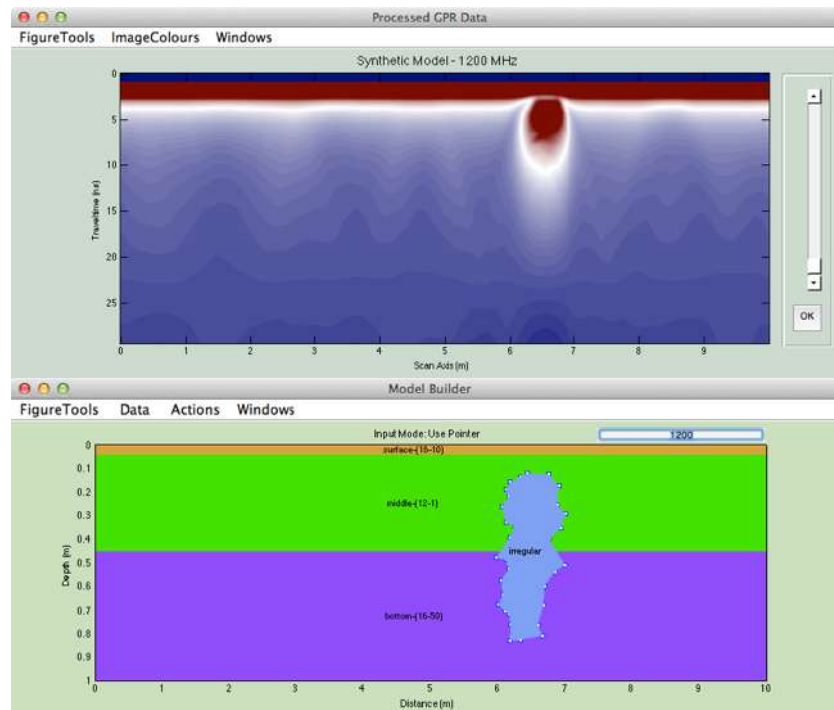 Processed GPR Data
FigureTools ImageColours Windows
Synthetic Model - 1200 MHz
0
5
10
15
20
25
Traveltime (ns)
0 1 2 3 4 5 6 7 8 9
Scan Axis (m)
OK
Model Builder
FigureTools Data Actions Windows
Input Mode: Use Pointer 1200
0
0.1
0.2
0.3
0.4
0.5
0.6
0.7
0.8
0.9
1
Depth (m)
surface-(16-10)
middle-(12-1)
irregular
bottom-(16-50)
0 1 2 3 4 5 6 7 8 9 10
Distance (m)